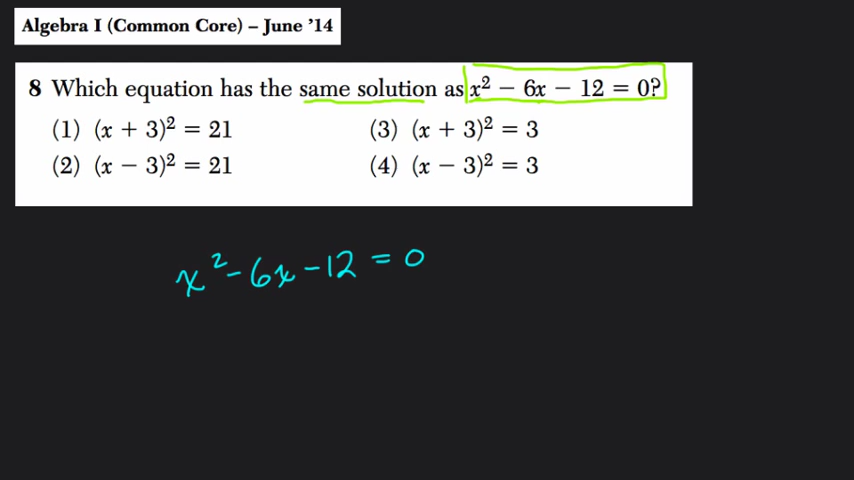 Algebra I (Common Core) – June ’14
8 Which equation has the same solution as x² − 6x − 12 = 0?
(1) (x + 3)² = 21 (3) (x + 3)² = 3
(2) (x − 3)² = 21 (4) (x − 3)² = 3
x² - 6x - 12 = 0